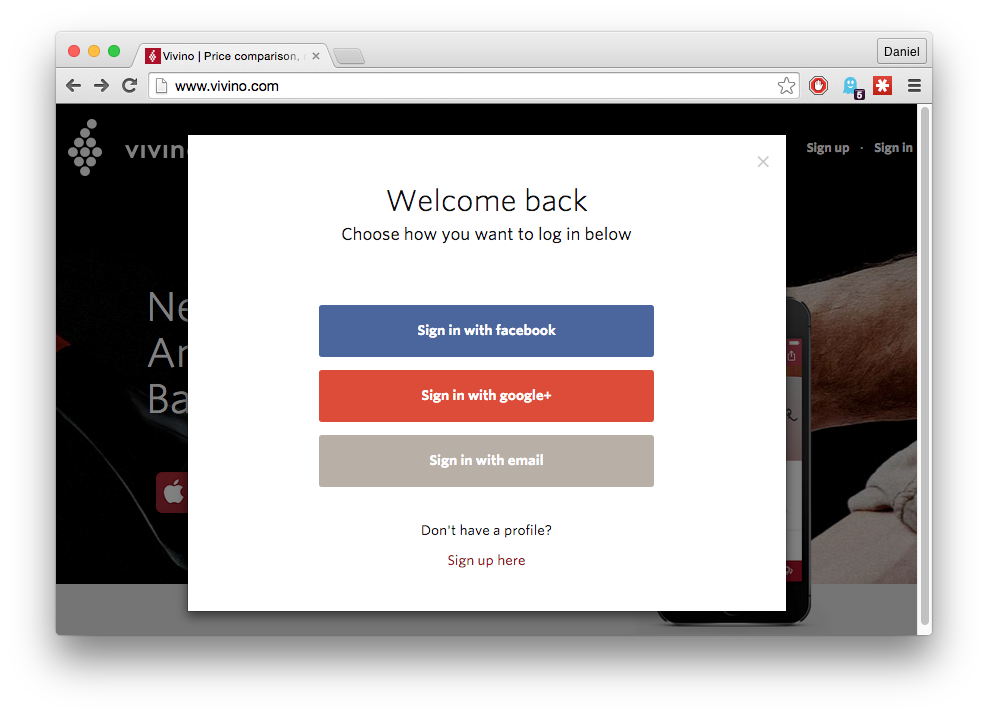 Vivino | Price comparison,
Daniel
www.vivino.com
5
Sign up · Sign in
Welcome back
Choose how you want to log in below
Sign in with facebook
Sign in with google+
Sign in with email
Don't have a profile?
Sign up here